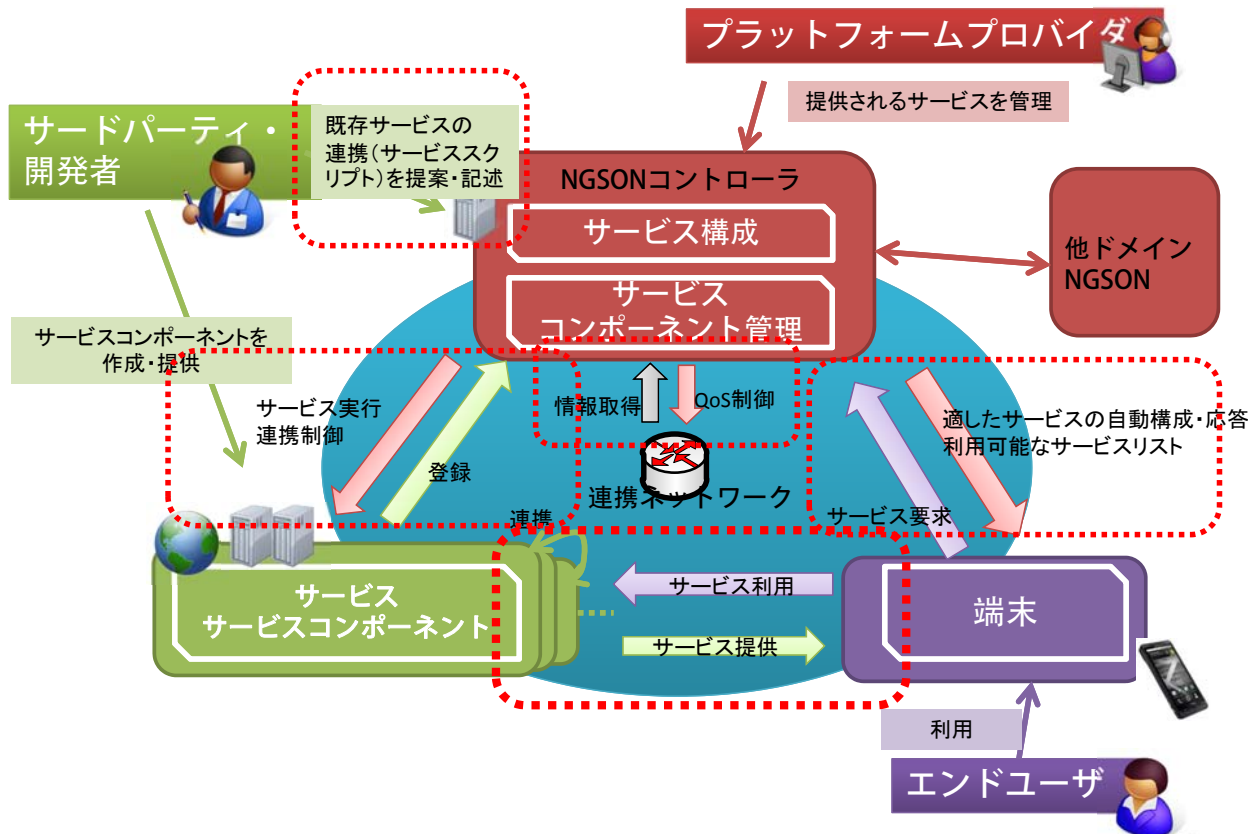 プラットフォームプロバイダ
提供されるサービスを管理
サードパーティ・
開発者
既存サービスの
連携(サービススク
リプト)を提案・記述
NGSONコントローラ
サービス構成
サービス
コンポーネント管理
他ドメイン
NGSON
サービスコンポーネントを
作成・提供
サービス実行
連携制御
登録
情報取得
QoS制御
適したサービスの自動構成・応答
利用可能なサービスリスト
連携ネットワーク
連携
サービス要求
サービス
サービスコンポーネント
サービス利用
サービス提供
端末
利用
エンドユーザ